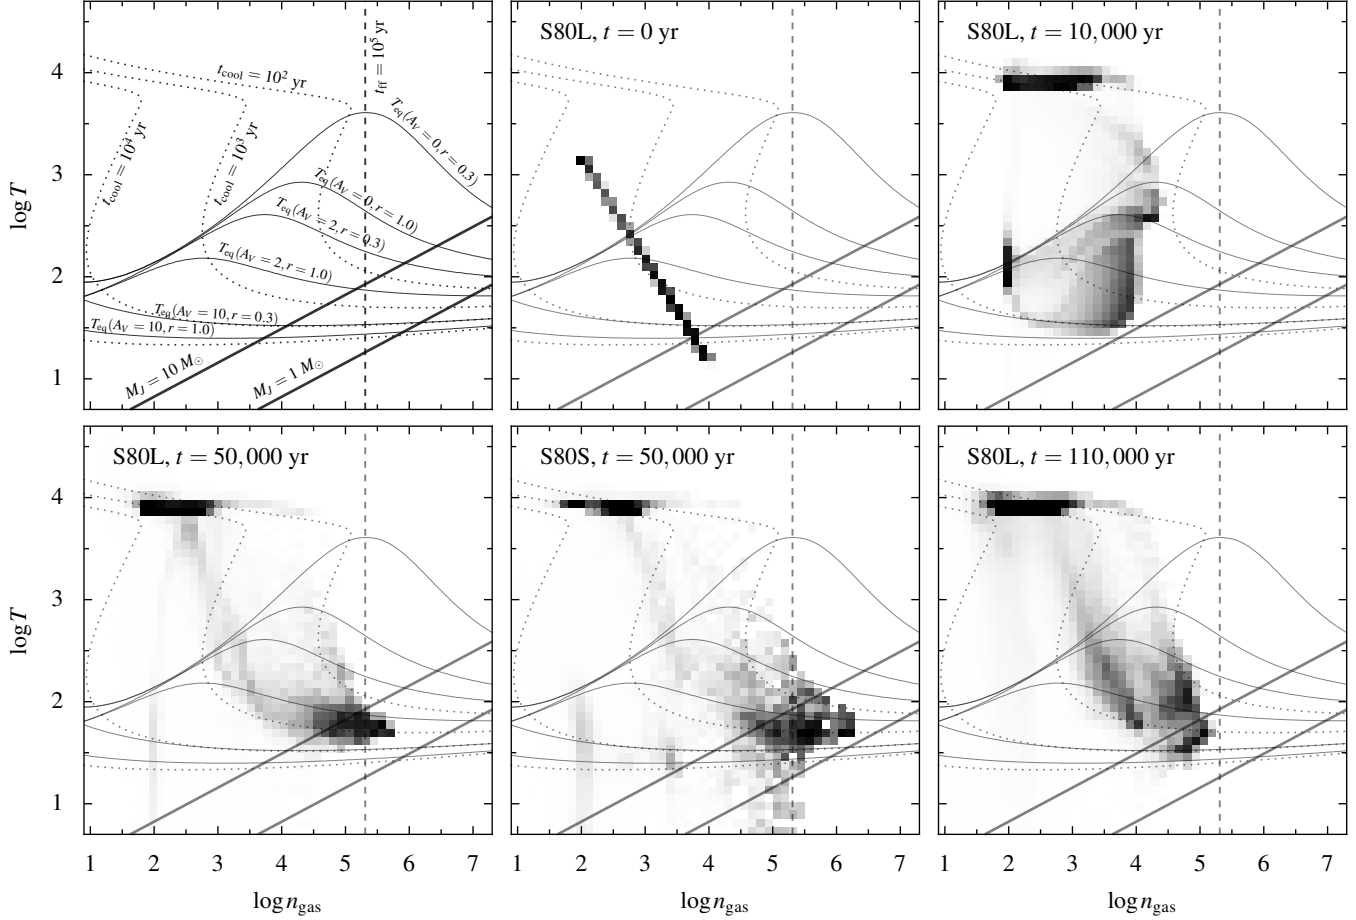 S80L, t = 0 yr
S80L, t = 10,000 yr
4
3
2
1
log T
t_cool = 10^2 yr
t_cool = 10^3 yr
t_cool = 10^4 yr
t_ff = 10^5 yr
T_eq(A_V = 0, r = 0.3)
T_eq(A_V = 0, r = 1.0)
T_eq(A_V = 2, r = 0.3)
T_eq(A_V = 2, r = 1.0)
T_eq(A_V = 10, r = 0.3)
T_eq(A_V = 10, r = 1.0)
M_J = 10 M_☉
M_J = 1 M_☉
S80L, t = 50,000 yr
S80S, t = 50,000 yr
S80L, t = 110,000 yr
4
3
2
1
log T
1 2 3 4 5 6 7
1 2 3 4 5 6 7
1 2 3 4 5 6 7
log n_gas
log n_gas
log n_gas